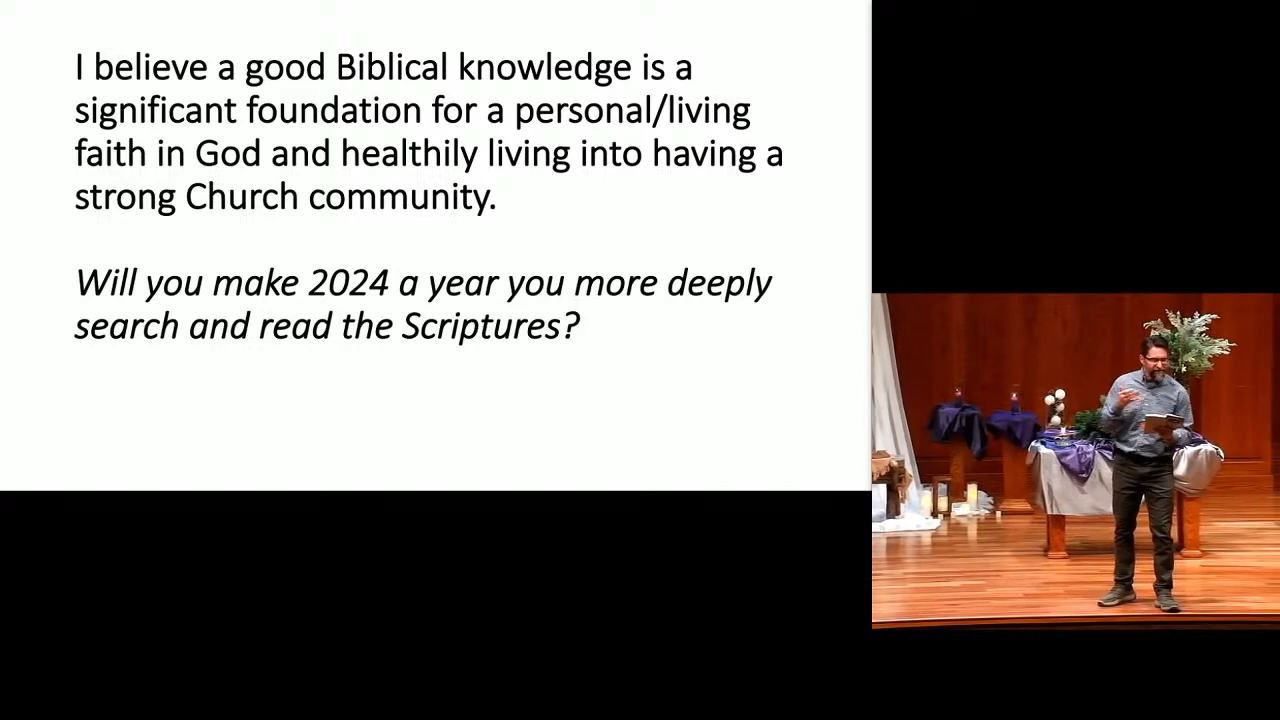 I believe a good Biblical knowledge is a
significant foundation for a personal/living
faith in God and healthily living into having a
strong Church community.
Will you make 2024 a year you more deeply
search and read the Scriptures?